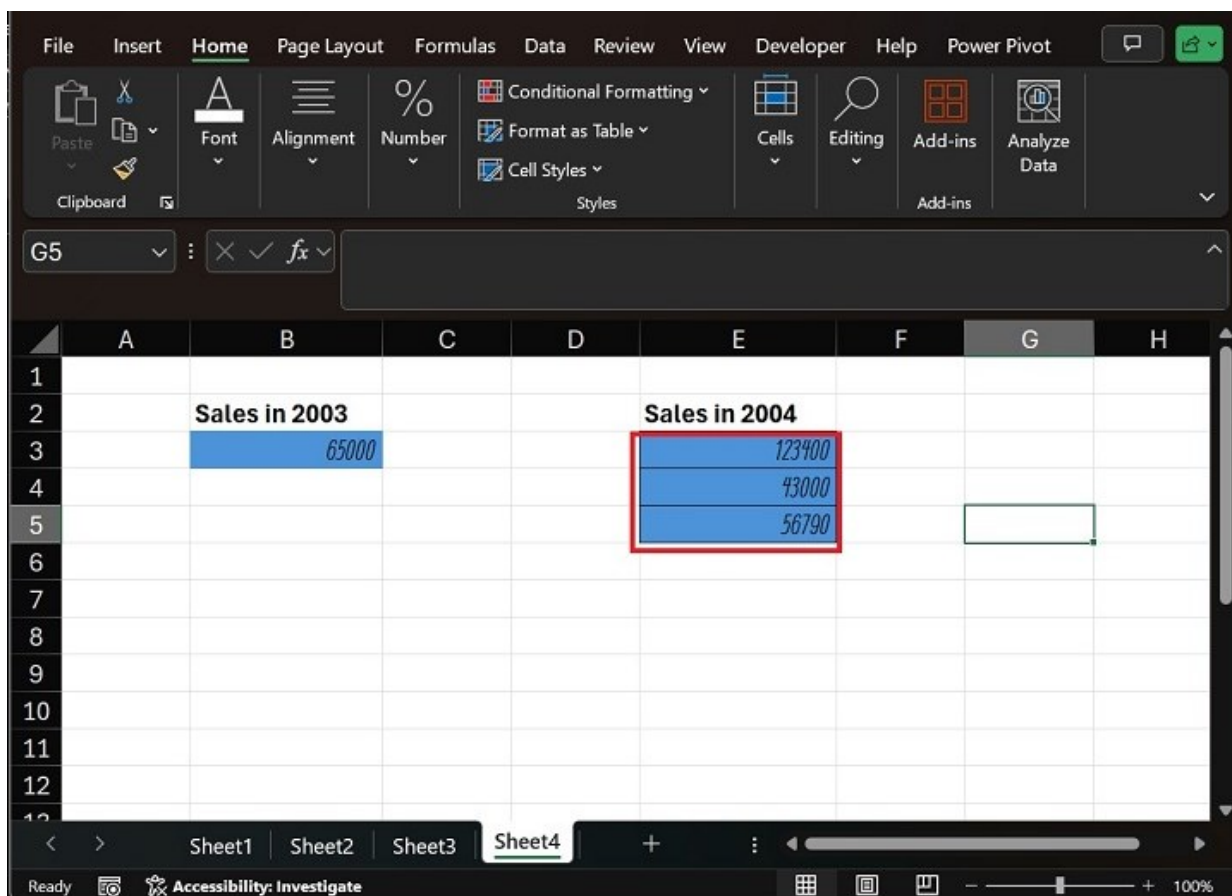 File Insert Home Page Layout Formulas Data Review View Developer Help Power Pivot
Paste
Clipboard
Font
Alignment
%
Number
Conditional Formatting
Format as Table
Cell Styles
Styles
Cells
Editing
Add-ins
Add-ins
Analyze
Data
G5 fx
A B C D E F G H
1
2 Sales in 2003 Sales in 2004
3 65000 123400
4 43000
5 56790
6
7
8
9
10
11
12
Sheet1 Sheet2 Sheet3 Sheet4 +
Ready Accessibility: Investigate - + 100%